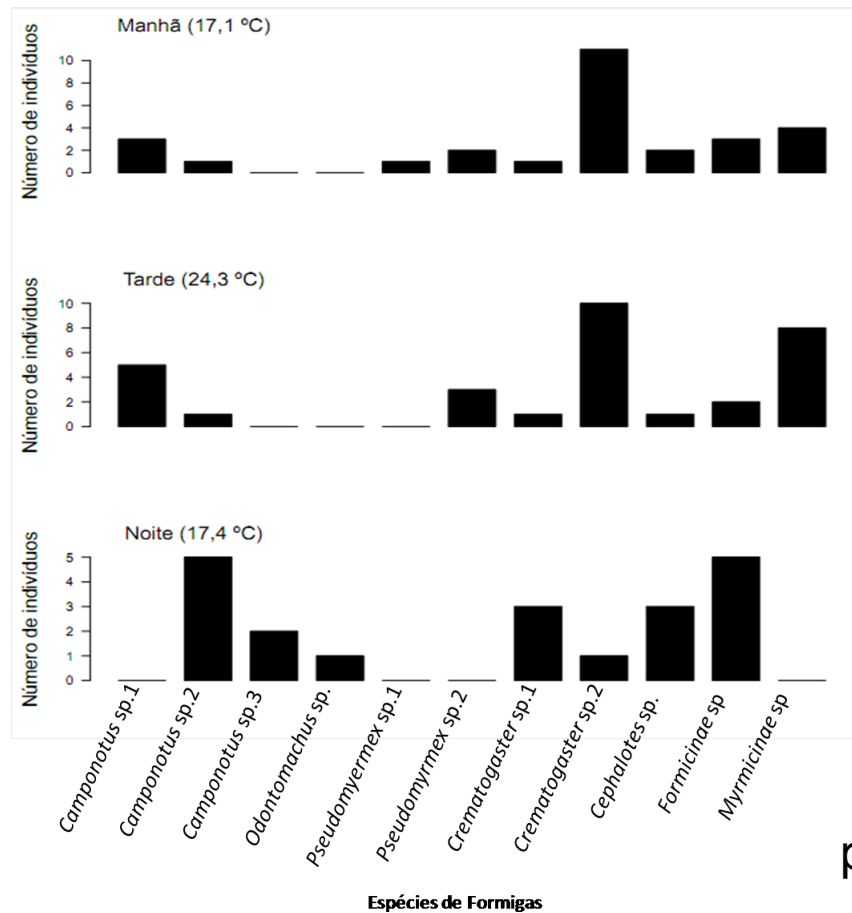 Manhã (17,1 ºC)
Número de indivíduos
10
8
6
4
2
0
Tarde (24,3 ºC)
Número de indivíduos
10
8
6
4
2
0
Noite (17,4 ºC)
Número de indivíduos
5
4
3
2
1
0
Camponotus sp.1
Camponotus sp.2
Camponotus sp.3
Odontomachus sp.
Pseudomyermex sp.1
Pseudomyrmex sp.2
Crematogaster sp.1
Crematogaster sp.2
Cephalotes sp.
Formicinae sp
Myrmicinae sp
p
Espécies de Formigas